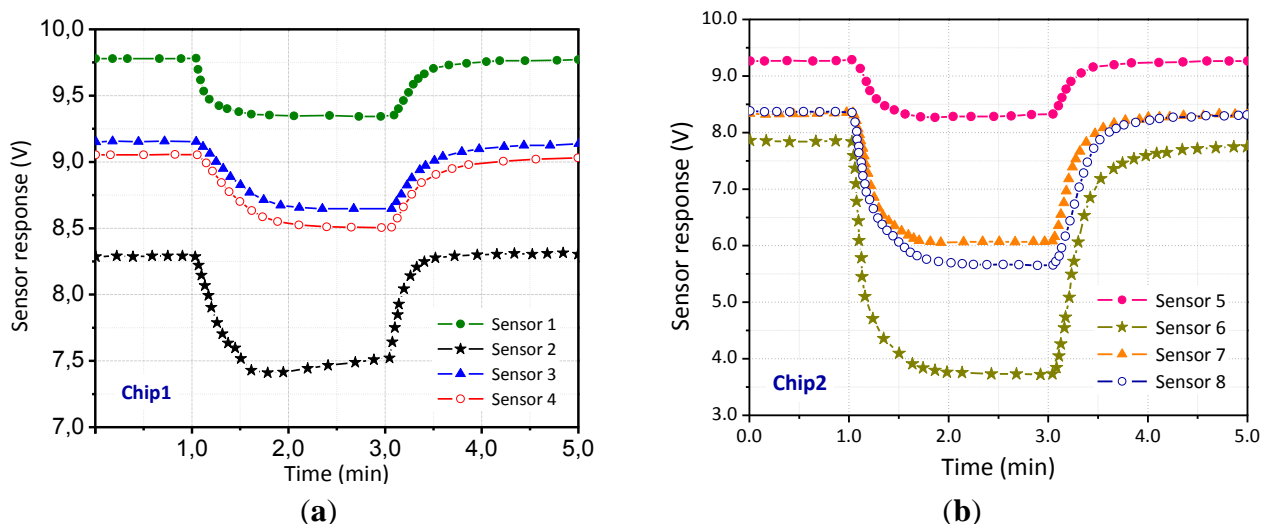 10,0
9,5
9,0
8,5
8,0
7,5
7,0
Sensor response (V)
Sensor 1
Sensor 2
Sensor 3
Sensor 4
Chip1
0,0 1,0 2,0 3,0 4,0 5,0
Time (min)
(a)
10.0
9.0
8.0
7.0
6.0
5.0
4.0
3.0
Sensor response (V)
Sensor 5
Sensor 6
Sensor 7
Sensor 8
Chip2
0.0 1.0 2.0 3.0 4.0 5.0
Time (min)
(b)